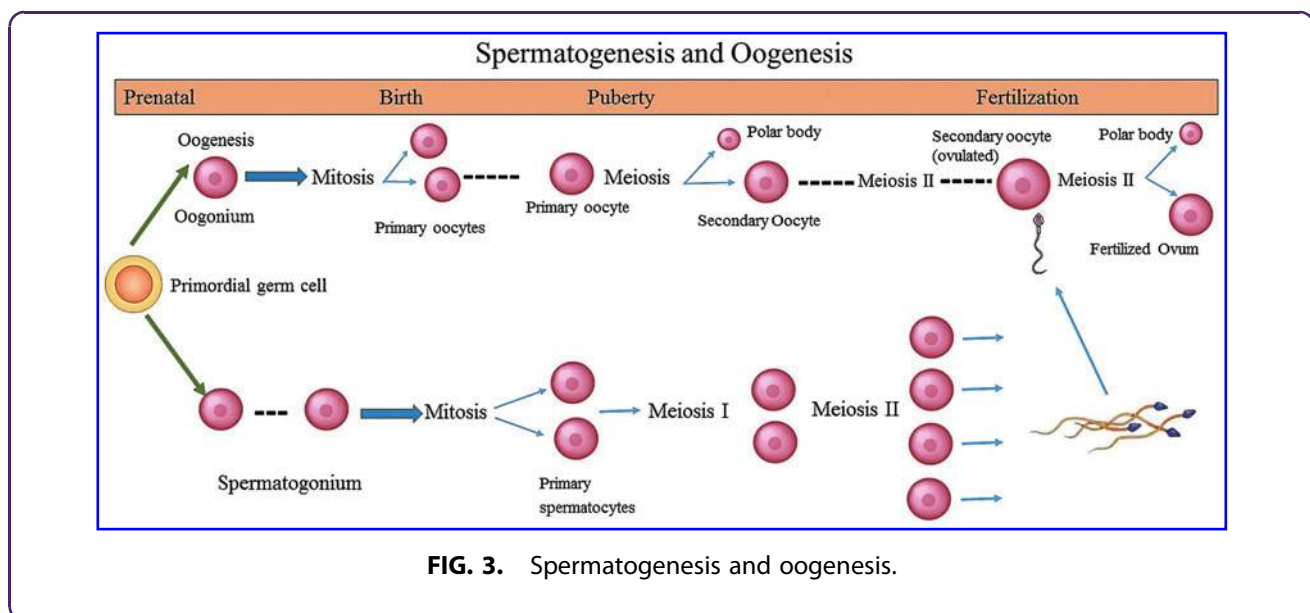 Spermatogenesis and Oogenesis
Prenatal Birth Puberty Fertilization
Oogenesis
Oogonium
Mitosis
Primary oocytes
Primary oocyte
Meiosis
Polar body
Secondary Oocyte
Meiosis II
Secondary oocyte
(ovulated)
Meiosis II
Polar body
Fertilized Ovum
Primordial germ cell
Spermatogonium
Mitosis
Primary
spermatocytes
Meiosis I
Meiosis II
FIG. 3. Spermatogenesis and oogenesis.